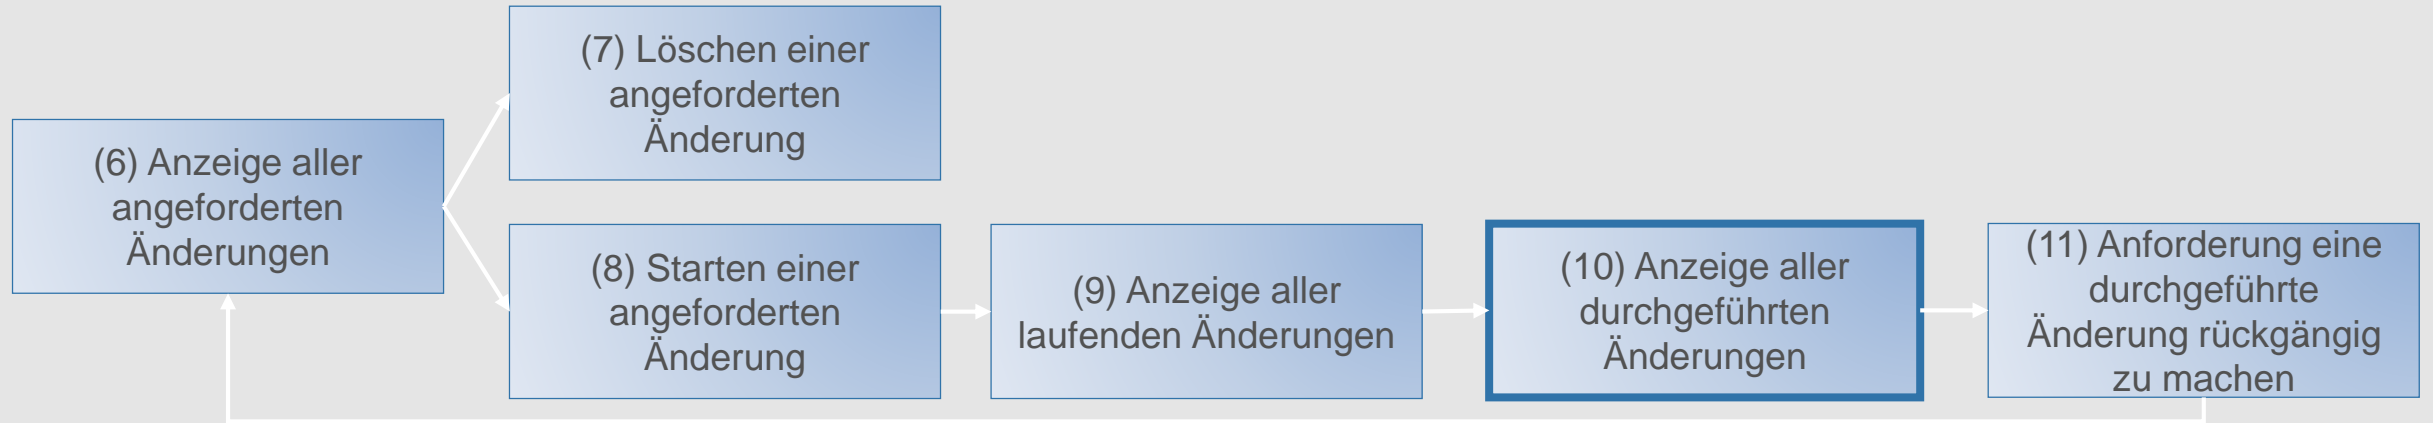 (6) Anzeige aller
angeforderten
Änderungen
(7) Löschen einer
angeforderten
Änderung
(8) Starten einer
angeforderten
Änderung
(9) Anzeige aller
laufenden Änderungen
(10) Anzeige aller
durchgeführten
Änderungen
(11) Anforderung eine
durchgeführte
Änderung rückgängig
zu machen